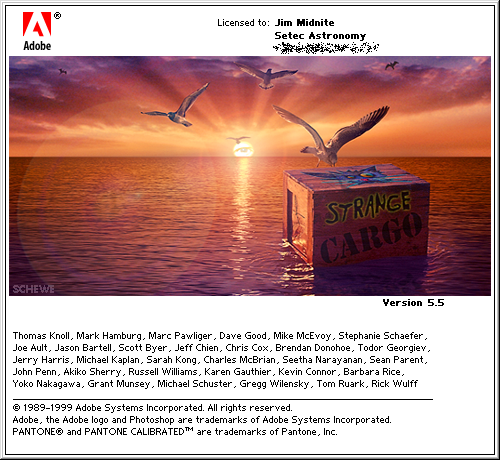 Adobe®
Licensed to: Jim Midnite
Setec Astronomy
STRANGE
CARGO
SCHEWE
Version 5.5
Thomas Knoll, Mark Hamburg, Marc Pawliger, Dave Good, Mike McEvoy, Stephanie Schaefer,
Joe Ault, Jason Bartell, Scott Byer, Jeff Chien, Chris Cox, Brendan Donohoe, Todor Georgiev,
Jerry Harris, Michael Kaplan, Sarah Kong, Charles McBrian, Seetha Narayanan, Sean Parent,
John Penn, Akiko Sherry, Russell Williams, Karen Gauthier, Kevin Connor, Barbara Rice,
Yoko Nakagawa, Grant Munsey, Michael Schuster, Gregg Wilensky, Tom Ruark, Rick Wulff
© 1989-1999 Adobe Systems Incorporated. All rights reserved.
Adobe, the Adobe logo and Photoshop are trademarks of Adobe Systems Incorporated.
PANTONE® and PANTONE CALIBRATED™ are trademarks of Pantone, Inc.